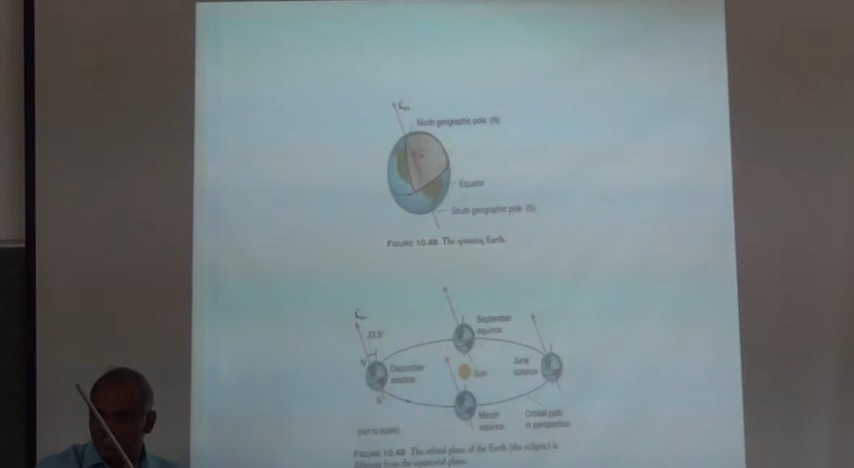 North geographic pole (N)
Equator
South geographic pole (S)
FIGURE 10.48 The spinning Earth.
23.5°
September
equinox
N
December
solstice
Sun
June
solstice
S
March
equinox
Orbital path
in perspective
(not to scale)
FIGURE 10.49 The orbital plane of the Earth (the ecliptic) is
different from the equatorial plane.